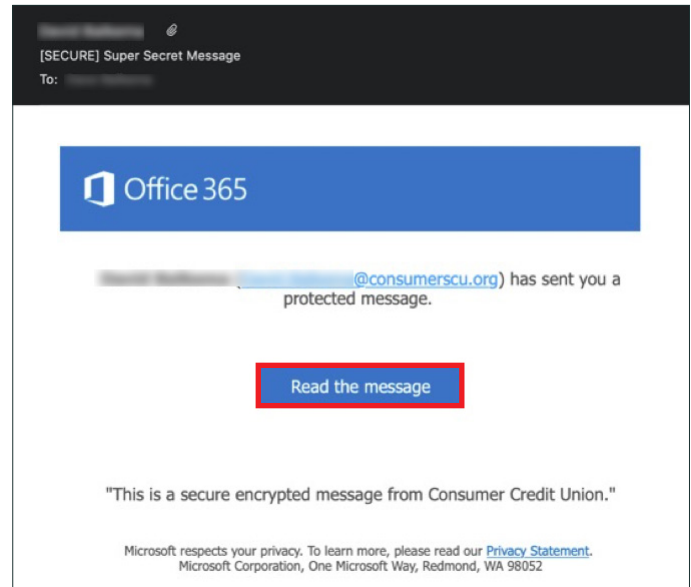 [SECURE] Super Secret Message
To:
Office 365
(@consumerscu.org) has sent you a
protected message.
Read the message
"This is a secure encrypted message from Consumer Credit Union."
Microsoft respects your privacy. To learn more, please read our Privacy Statement.
Microsoft Corporation, One Microsoft Way, Redmond, WA 98052